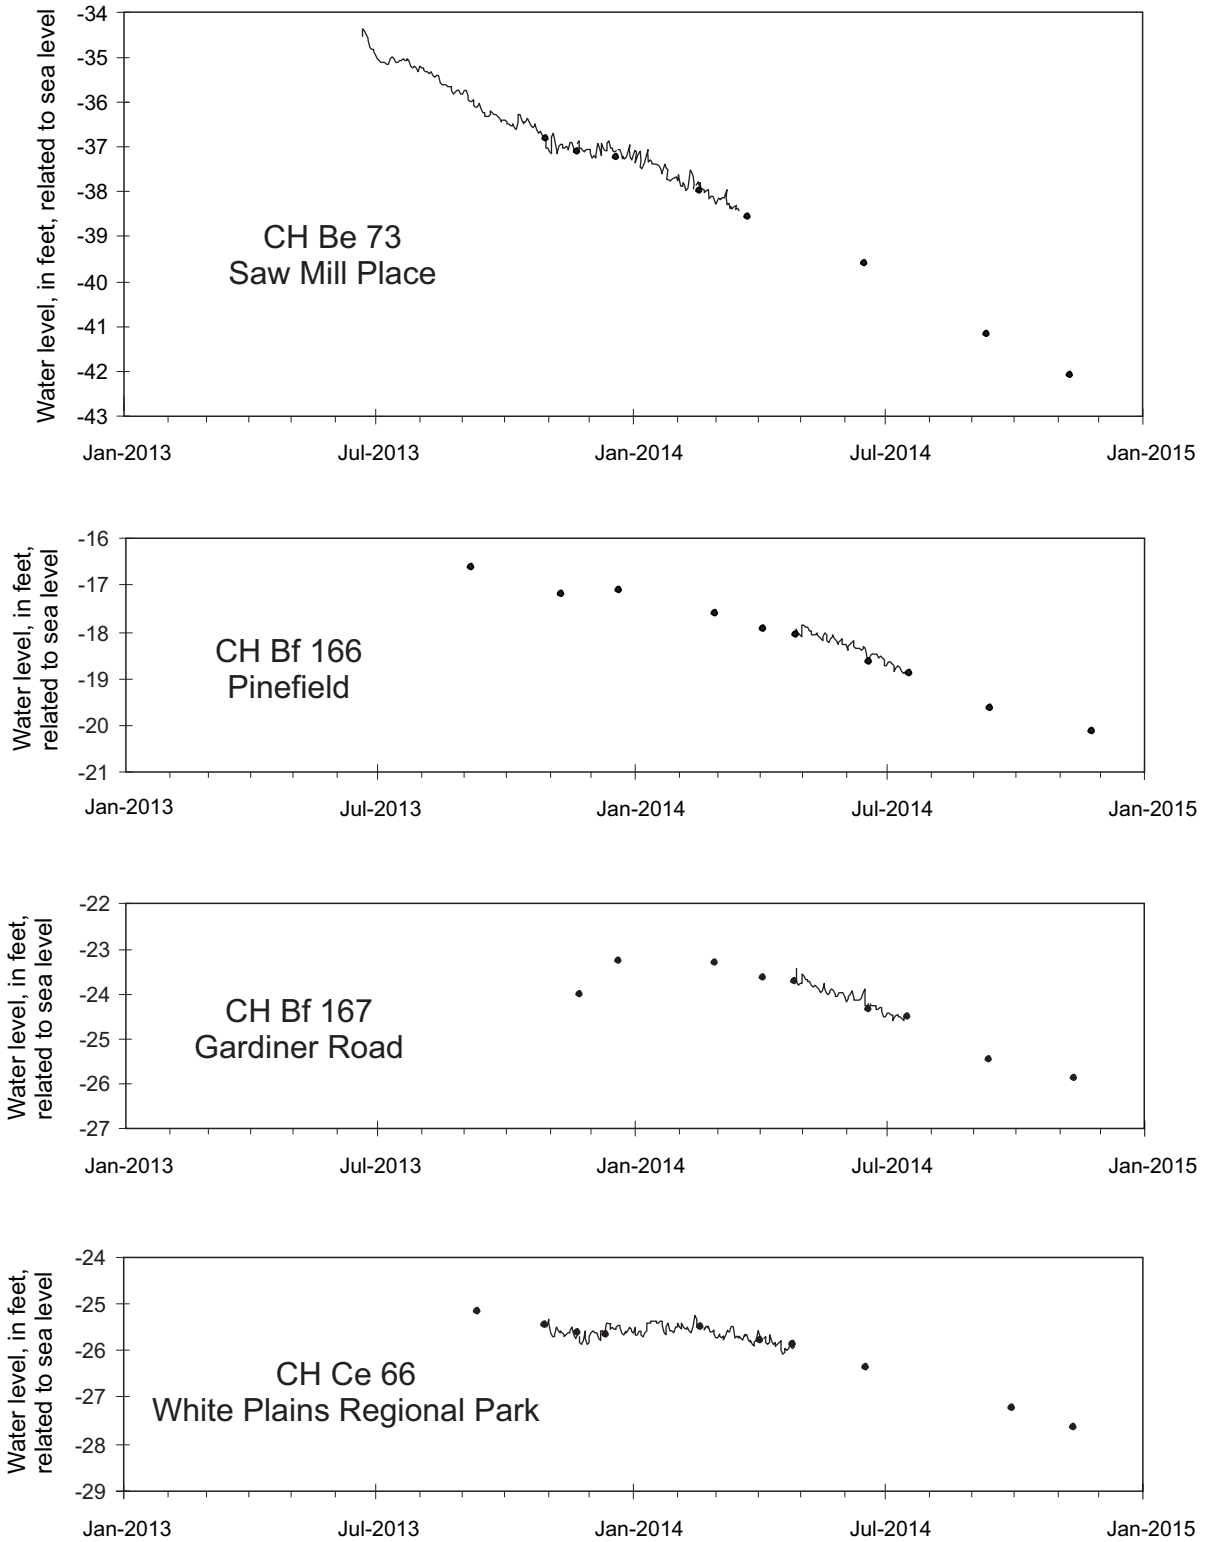 Water level, in feet, related to sea level
-34
-35
-36
-37
-38
-39
-40
-41
-42
-43
CH Be 73
Saw Mill Place
Jan-2013 Jul-2013 Jan-2014 Jul-2014 Jan-2015
Water level, in feet,
related to sea level
-16
-17
-18
-19
-20
-21
CH Bf 166
Pinefield
Jan-2013 Jul-2013 Jan-2014 Jul-2014 Jan-2015
Water level, in feet,
related to sea level
-22
-23
-24
-25
-26
-27
CH Bf 167
Gardiner Road
Jan-2013 Jul-2013 Jan-2014 Jul-2014 Jan-2015
Water level, in feet,
related to sea level
-24
-25
-26
-27
-28
-29
CH Ce 66
White Plains Regional Park
Jan-2013 Jul-2013 Jan-2014 Jul-2014 Jan-2015